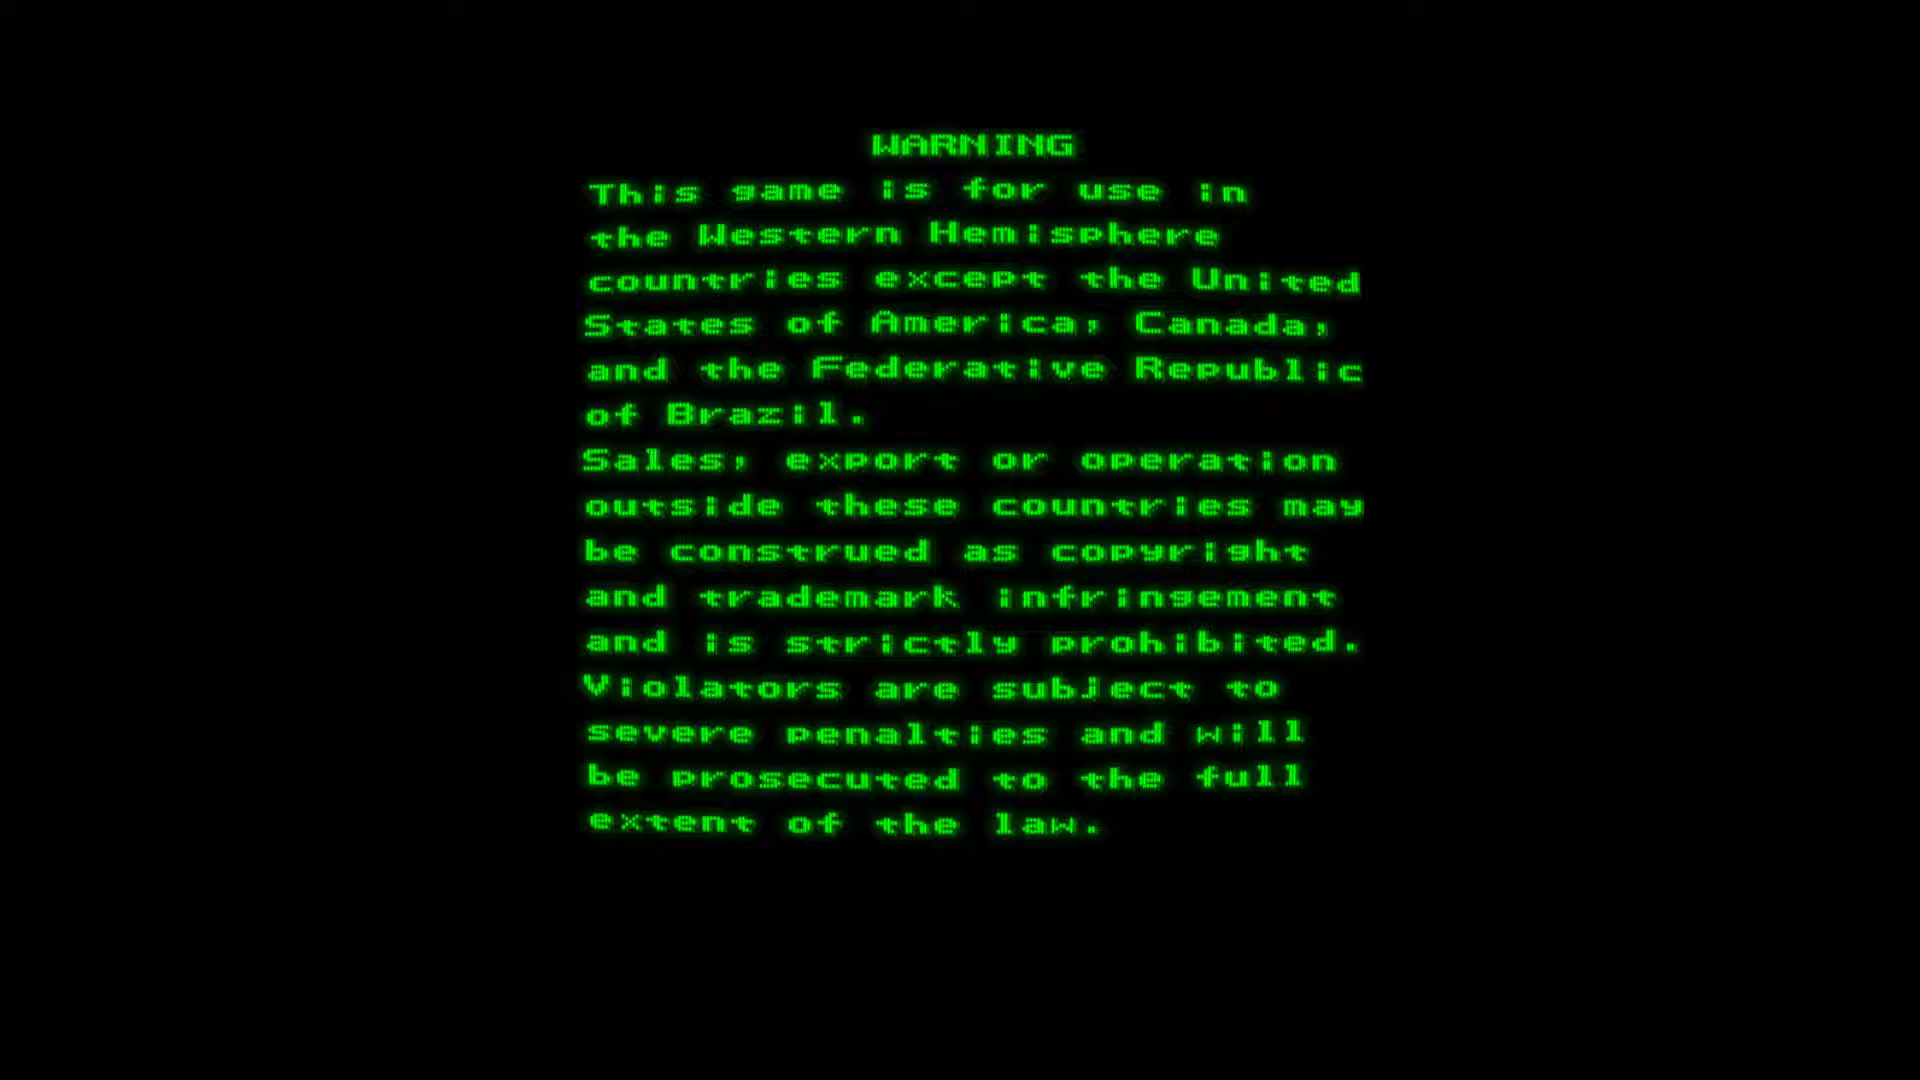 WARNING
This game is for use in
the Western Hemisphere
countries except the United
States of America, Canada,
and the Federative Republic
of Brazil.
Sales, export or operation
outside these countries may
be construed as copyright
and trademark infringement
and is strictly prohibited.
Violators are subject to
severe penalties and will
be prosecuted to the full
extent of the law.